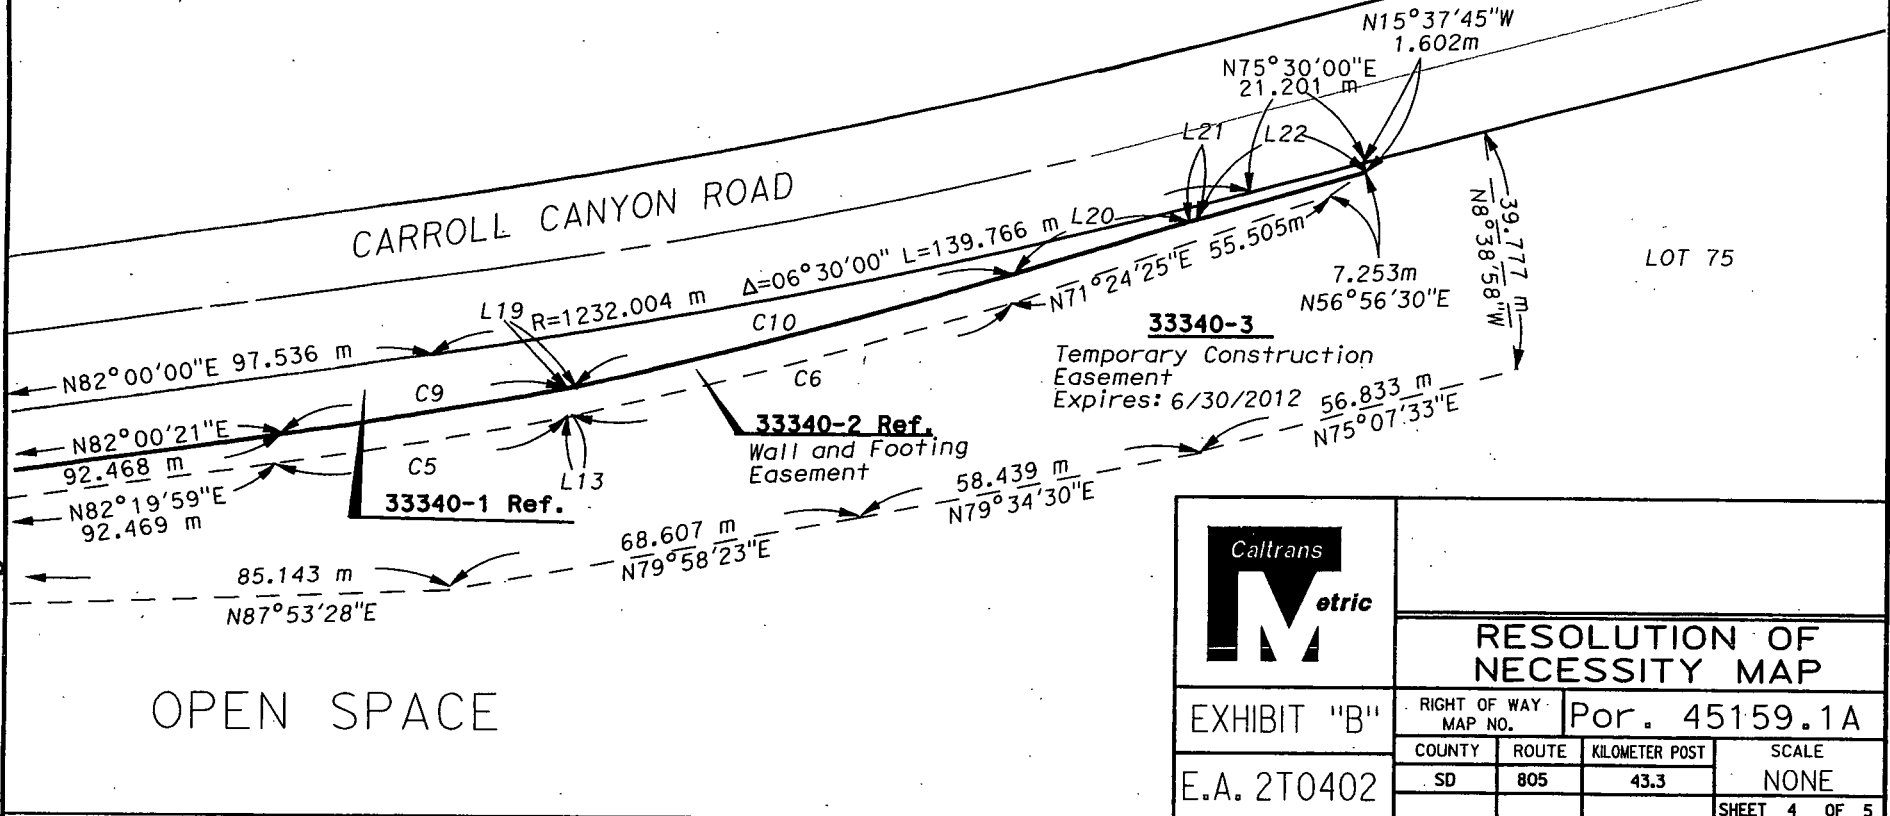 N15°37'45"W
1.602m
N75°30'00"E
21.201 m
L21
L22
CARROLL CANYON ROAD
L20
N82°00'00"E 97.536 m
L19
R=1232.004 m
Δ=06°30'00" L=139.766 m
N71°24'25"E 55.505m
7.253m
N56°56'30"E
39.777 m
N8°38'58"W
LOT 75
C9
C10
C6
C5
L13
N82°00'21"E
92.468 m
N82°19'59"E
92.469 m
33340-1 Ref.
33340-2 Ref.
Wall and Footing
Easement
33340-3
Temporary Construction
Easement
Expires: 6/30/2012
56.833 m
N75°07'33"E
58.439 m
N79°34'30"E
68.607 m
N79°58'23"E
85.143 m
N87°53'28"E
OPEN SPACE
Caltrans
Metric
RESOLUTION OF
NECESSITY MAP
EXHIBIT "B"
RIGHT OF WAY
MAP NO.
Por. 45159.1A
COUNTY ROUTE KILOMETER POST SCALE
E.A. 2T0402
SD 805 43.3 NONE
SHEET 4 OF 5